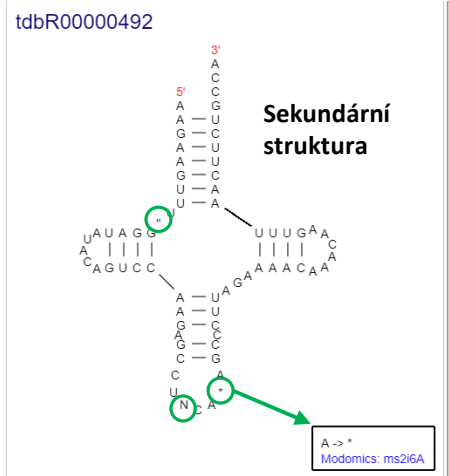 tdbR00000492
3'
A
C
5' C
A G
A U
G C
A U
A U
G C
U A
U A
Sekundární
struktura
" U
U A U A G G
A
C A G U C C
U U U G A A
C
A
A A A C A A
A G A
A U
A U
G C
A C
G C
C G
C A
U *
N C A
A -> *
Modomics: ms2i6A